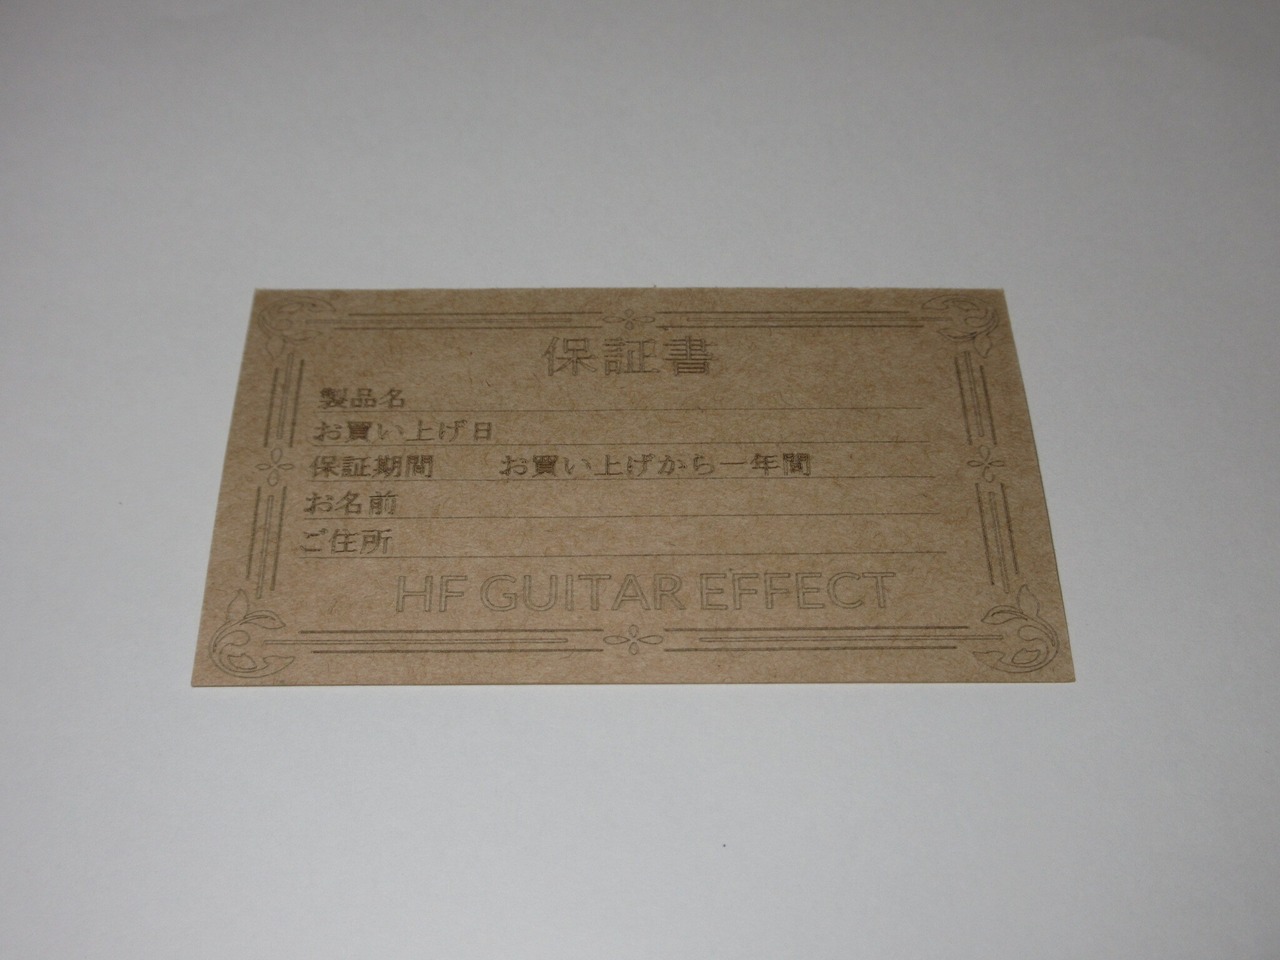 保証書
製品名
お買い上げ日
保証期間　　お買い上げから一年間
お名前
ご住所
HF GUITAR EFFECT